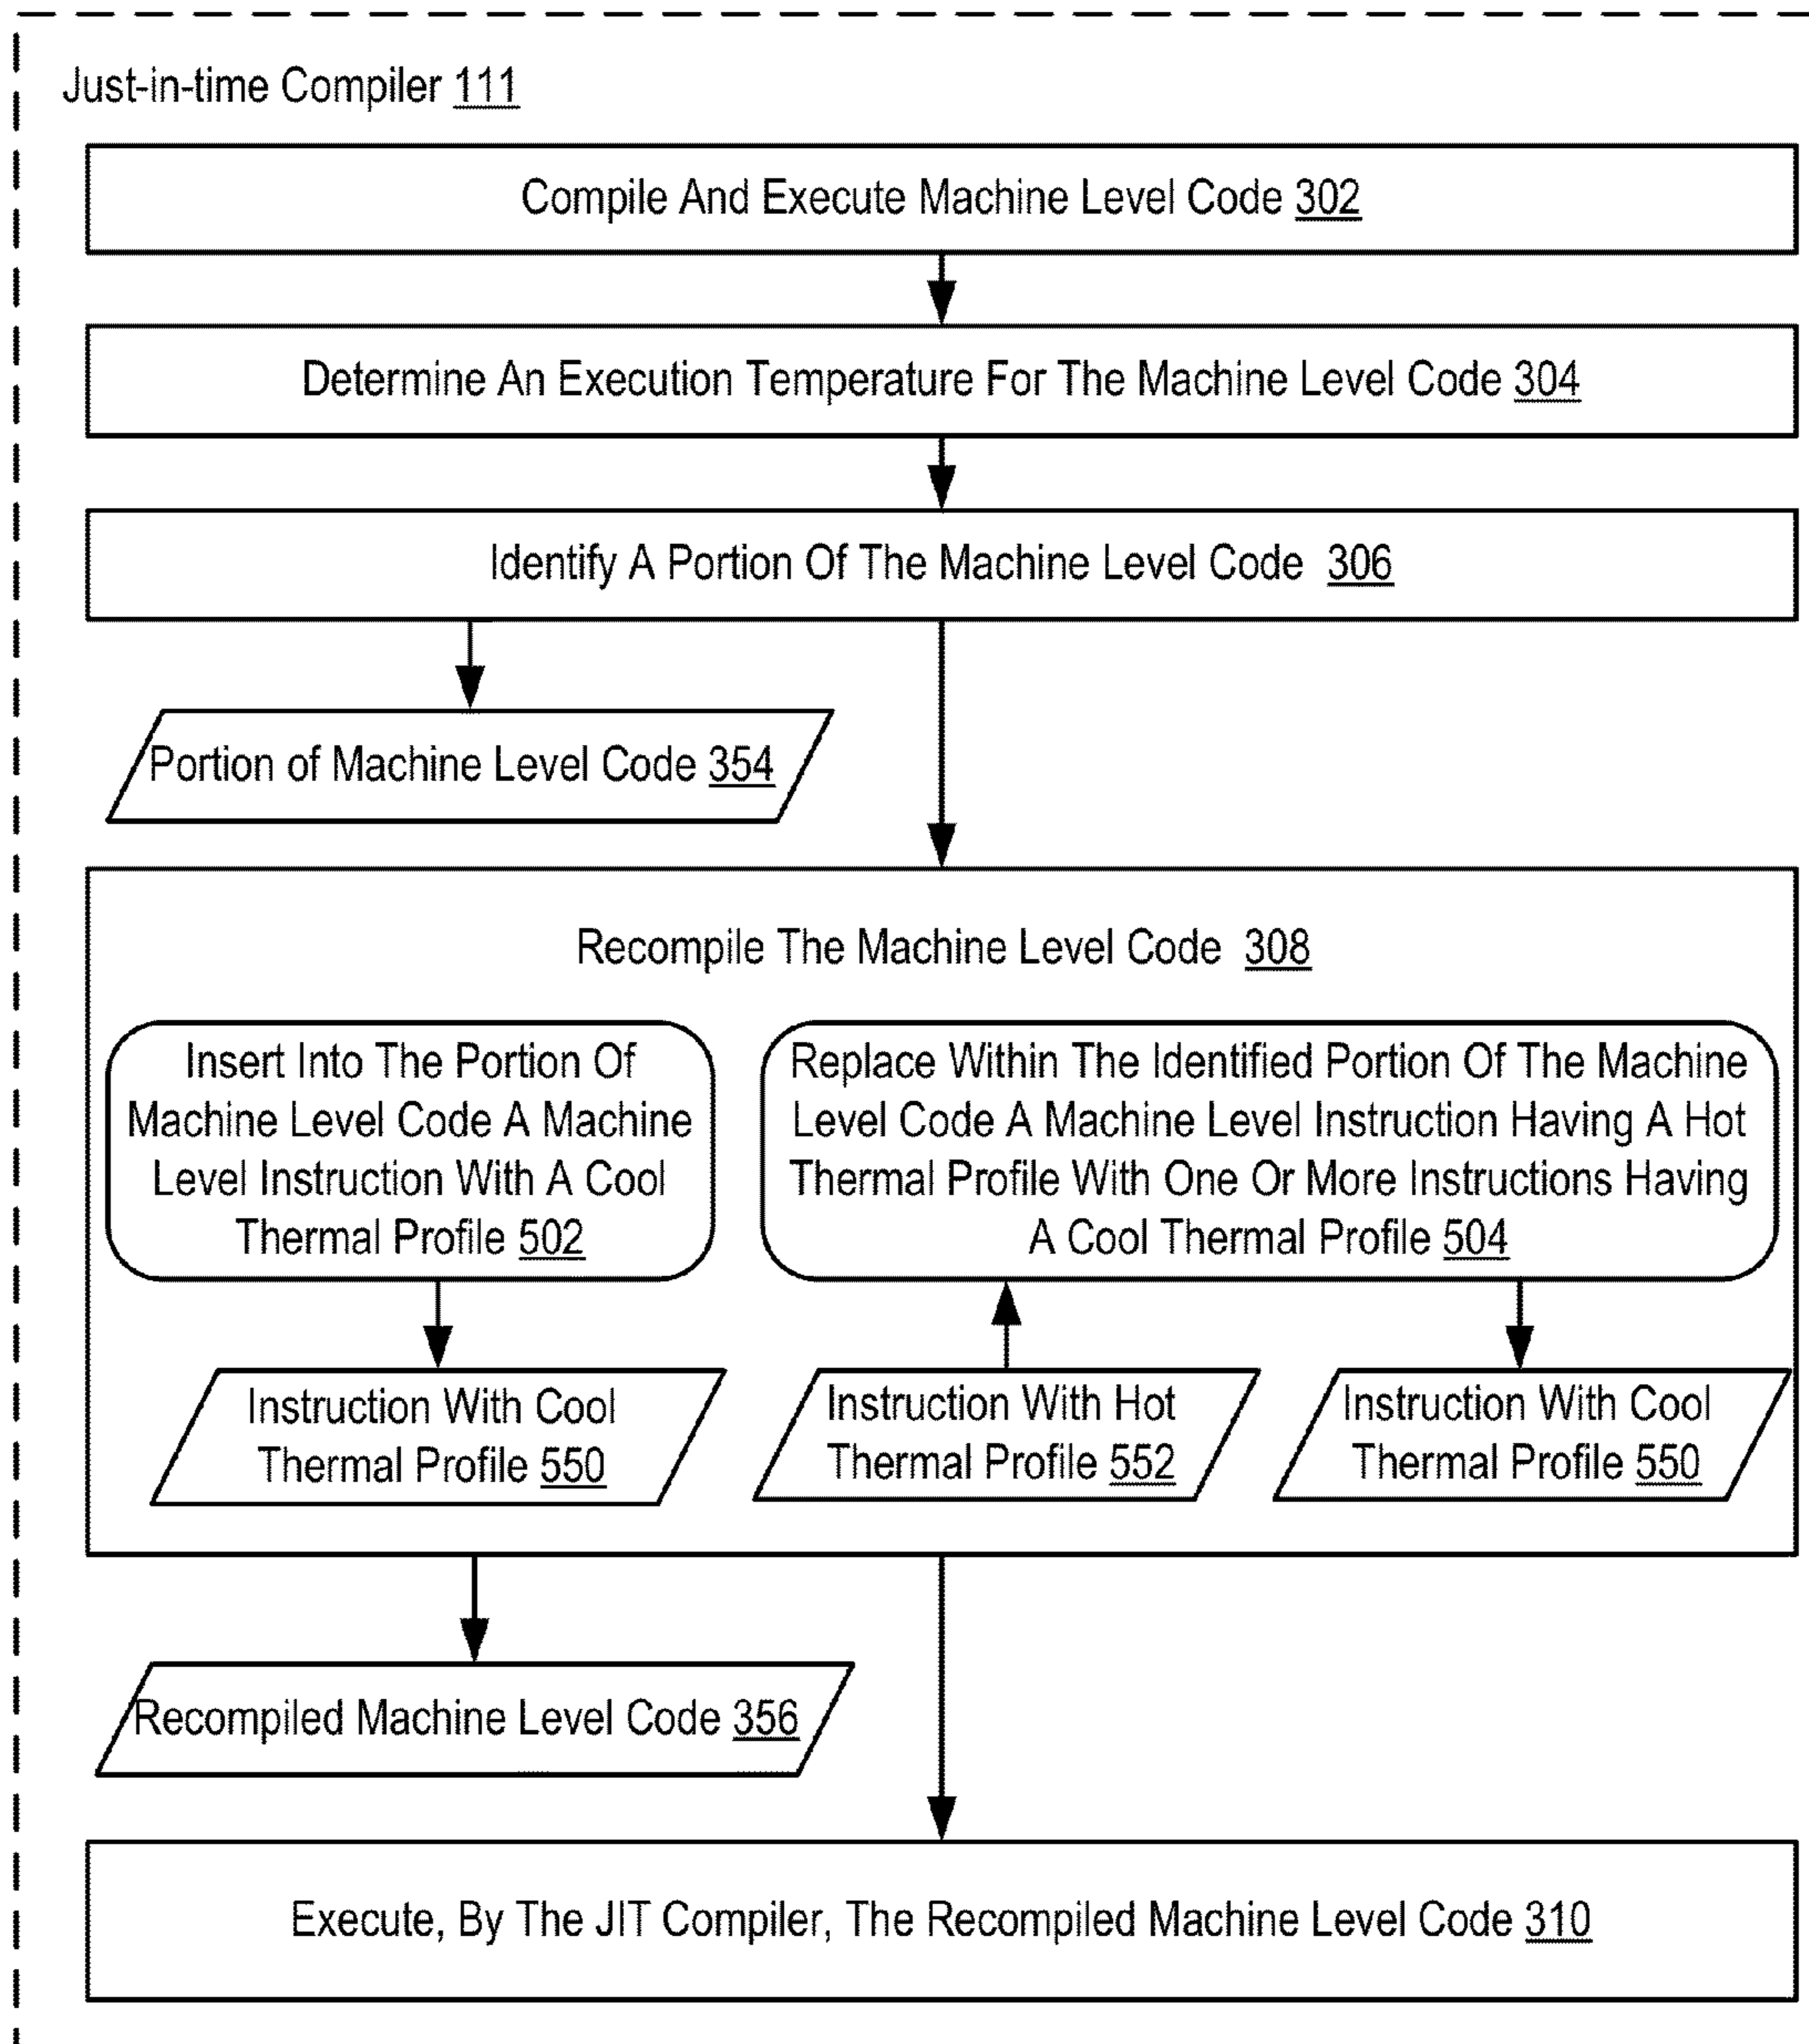 Just-in-time Compiler 111
Compile And Execute Machine Level Code 302
Determine An Execution Temperature For The Machine Level Code 304
Identify A Portion Of The Machine Level Code 306
Portion of Machine Level Code 354
Recompile The Machine Level Code 308
Insert Into The Portion Of
Machine Level Code A Machine
Level Instruction With A Cool
Thermal Profile 502
Replace Within The Identified Portion Of The Machine
Level Code A Machine Level Instruction Having A Hot
Thermal Profile With One Or More Instructions Having
A Cool Thermal Profile 504
Instruction With Cool
Thermal Profile 550
Instruction With Hot
Thermal Profile 552
Instruction With Cool
Thermal Profile 550
Recompiled Machine Level Code 356
Execute, By The JIT Compiler, The Recompiled Machine Level Code 310